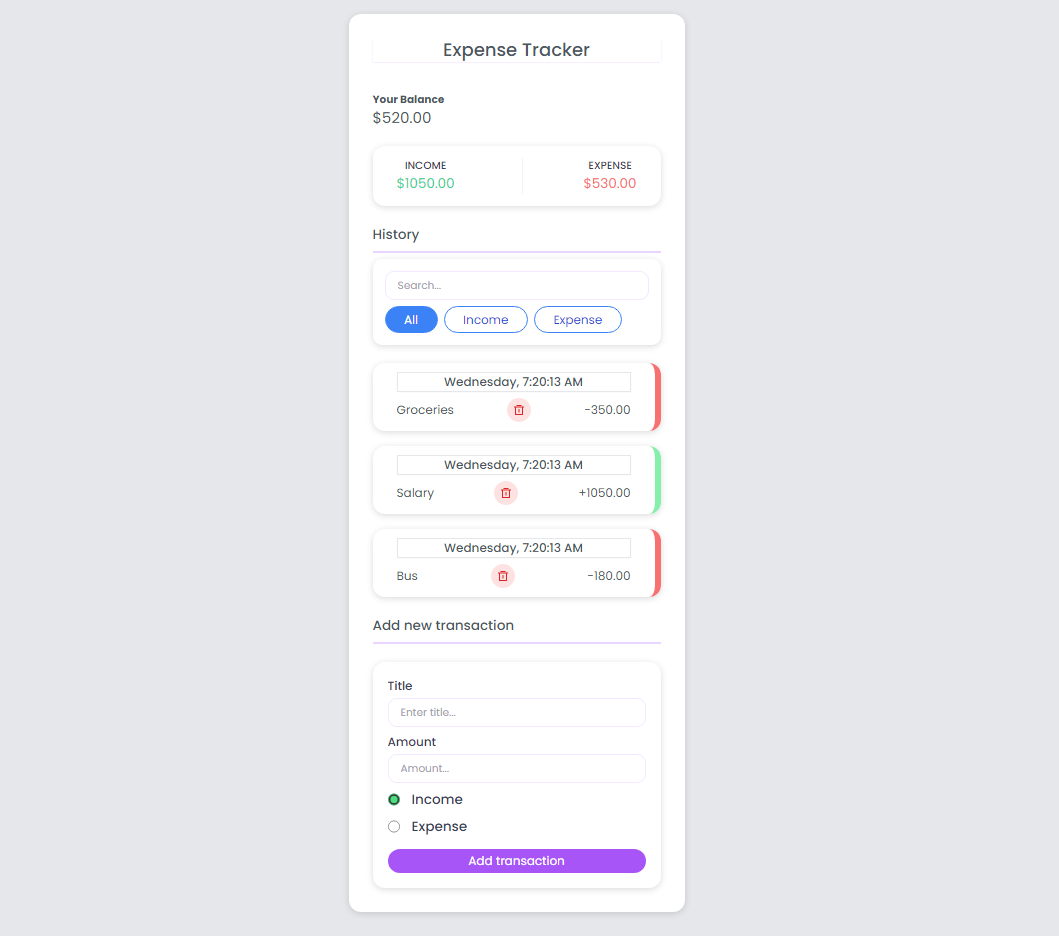 Expense Tracker
Your Balance
$520.00
INCOME EXPENSE
$1050.00 $530.00
History
Search...
All Income Expense
Wednesday, 7:20:13 AM
Groceries -350.00
Wednesday, 7:20:13 AM
Salary +1050.00
Wednesday, 7:20:13 AM
Bus -180.00
Add new transaction
Title
Enter title...
Amount
Amount...
Income
Expense
Add transaction